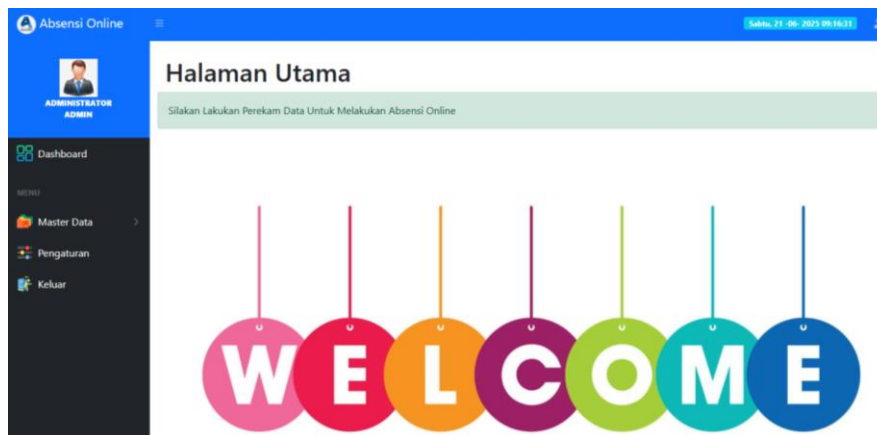 Absensi Online
Sabtu, 21 -06- 2025 09:16:31
ADMINISTRATOR
ADMIN
Dashboard
MENU
Master Data
Pengaturan
Keluar
Halaman Utama
Silakan Lakukan Perekam Data Untuk Melakukan Absensi Online
WELCOME